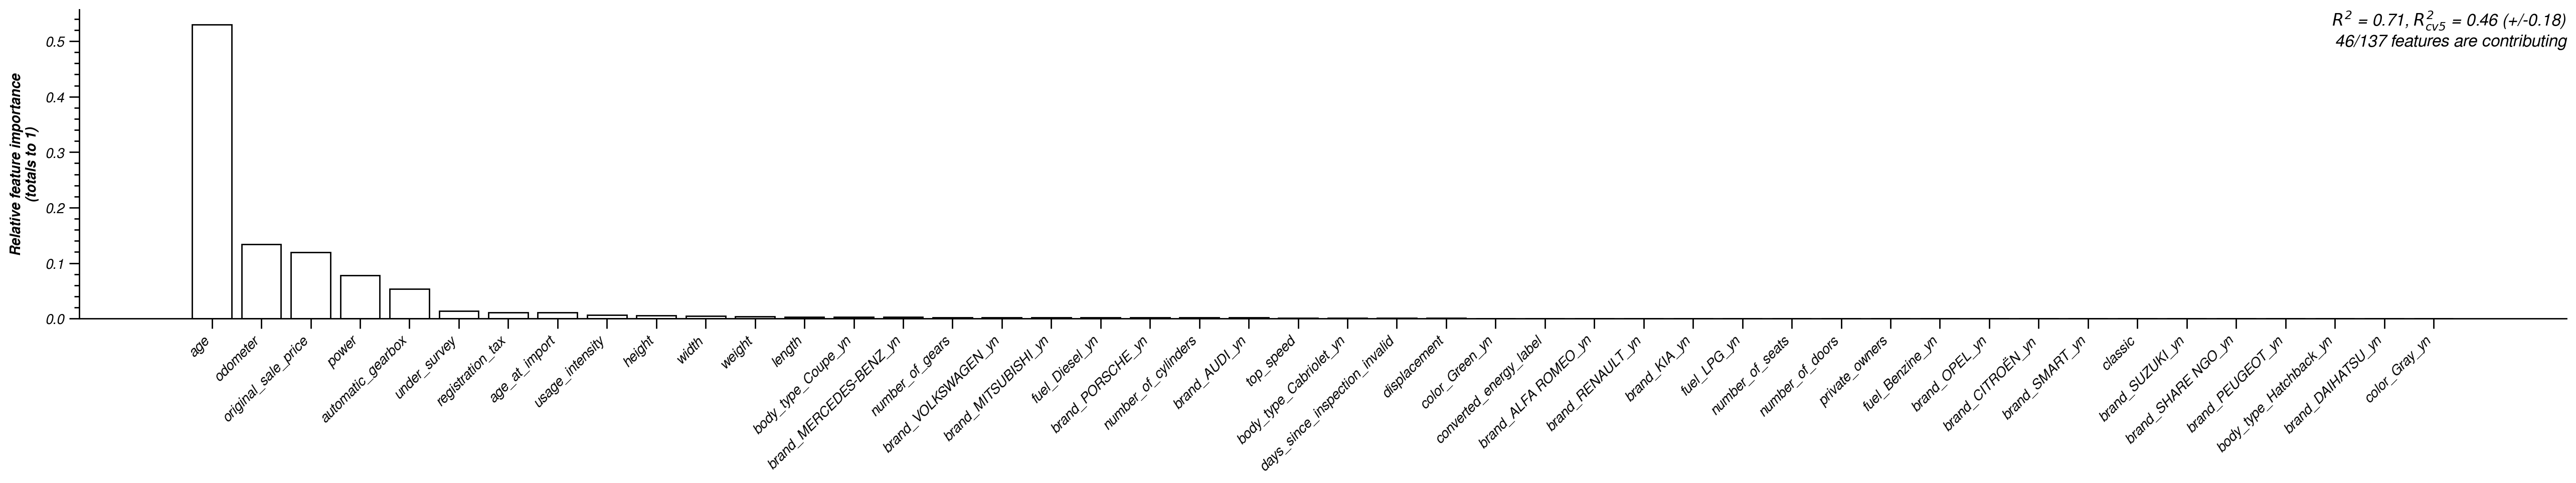 R² = 0.71, R²cv5 = 0.46 (+/-0.18)
46/137 features are contributing
Relative feature importance
(totals to 1)
0.5
0.4
0.3
0.2
0.1
0.0
age
odometer
original_sale_price
power
automatic_gearbox
under_survey
registration_tax
age_at_import
usage_intensity
height
width
weight
length
body_type_Coupe_yn
brand_MERCEDES-BENZ_yn
number_of_gears
brand_VOLKSWAGEN_yn
brand_MITSUBISHI_yn
fuel_Diesel_yn
brand_PORSCHE_yn
number_of_cylinders
brand_AUDI_yn
top_speed
body_type_Cabriolet_yn
days_since_inspection_invalid
displacement
color_Green_yn
converted_energy_label
brand_ALFA ROMEO_yn
brand_RENAULT_yn
brand_KIA_yn
fuel_LPG_yn
number_of_seats
number_of_doors
private_owners
fuel_Benzine_yn
brand_OPEL_yn
brand_CITROËN_yn
brand_SMART_yn
classic
brand_SUZUKI_yn
brand_SHARE NGO_yn
brand_PEUGEOT_yn
body_type_Hatchback_yn
brand_DAIHATSU_yn
color_Gray_yn